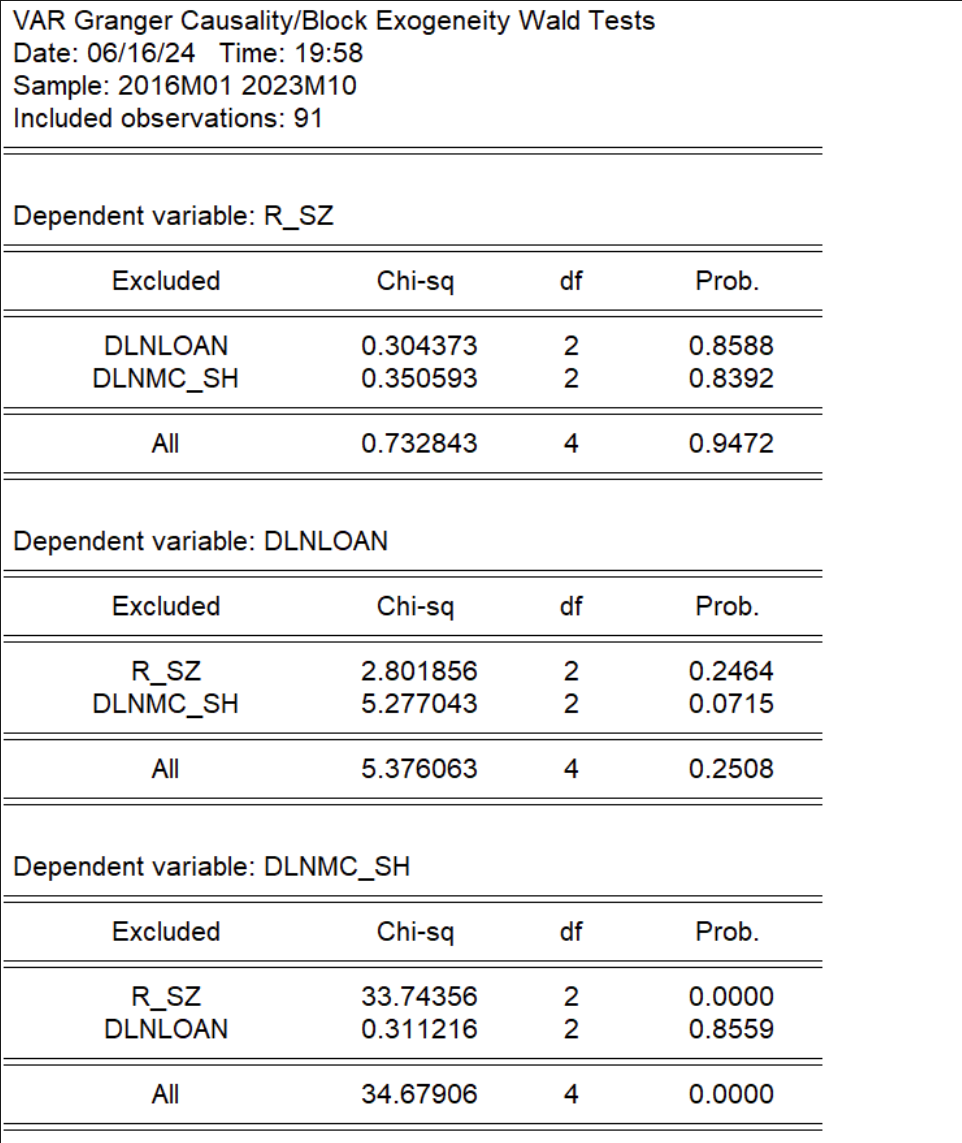 VAR Granger Causality/Block Exogeneity Wald Tests
Date: 06/16/24 Time: 19:58
Sample: 2016M01 2023M10
Included observations: 91
Dependent variable: R_SZ
Excluded Chi-sq df Prob.
DLNLOAN 0.304373 2 0.8588
DLNMC_SH 0.350593 2 0.8392
All 0.732843 4 0.9472
Dependent variable: DLNLOAN
Excluded Chi-sq df Prob.
R_SZ 2.801856 2 0.2464
DLNMC_SH 5.277043 2 0.0715
All 5.376063 4 0.2508
Dependent variable: DLNMC_SH
Excluded Chi-sq df Prob.
R_SZ 33.74356 2 0.0000
DLNLOAN 0.311216 2 0.8559
All 34.67906 4 0.0000